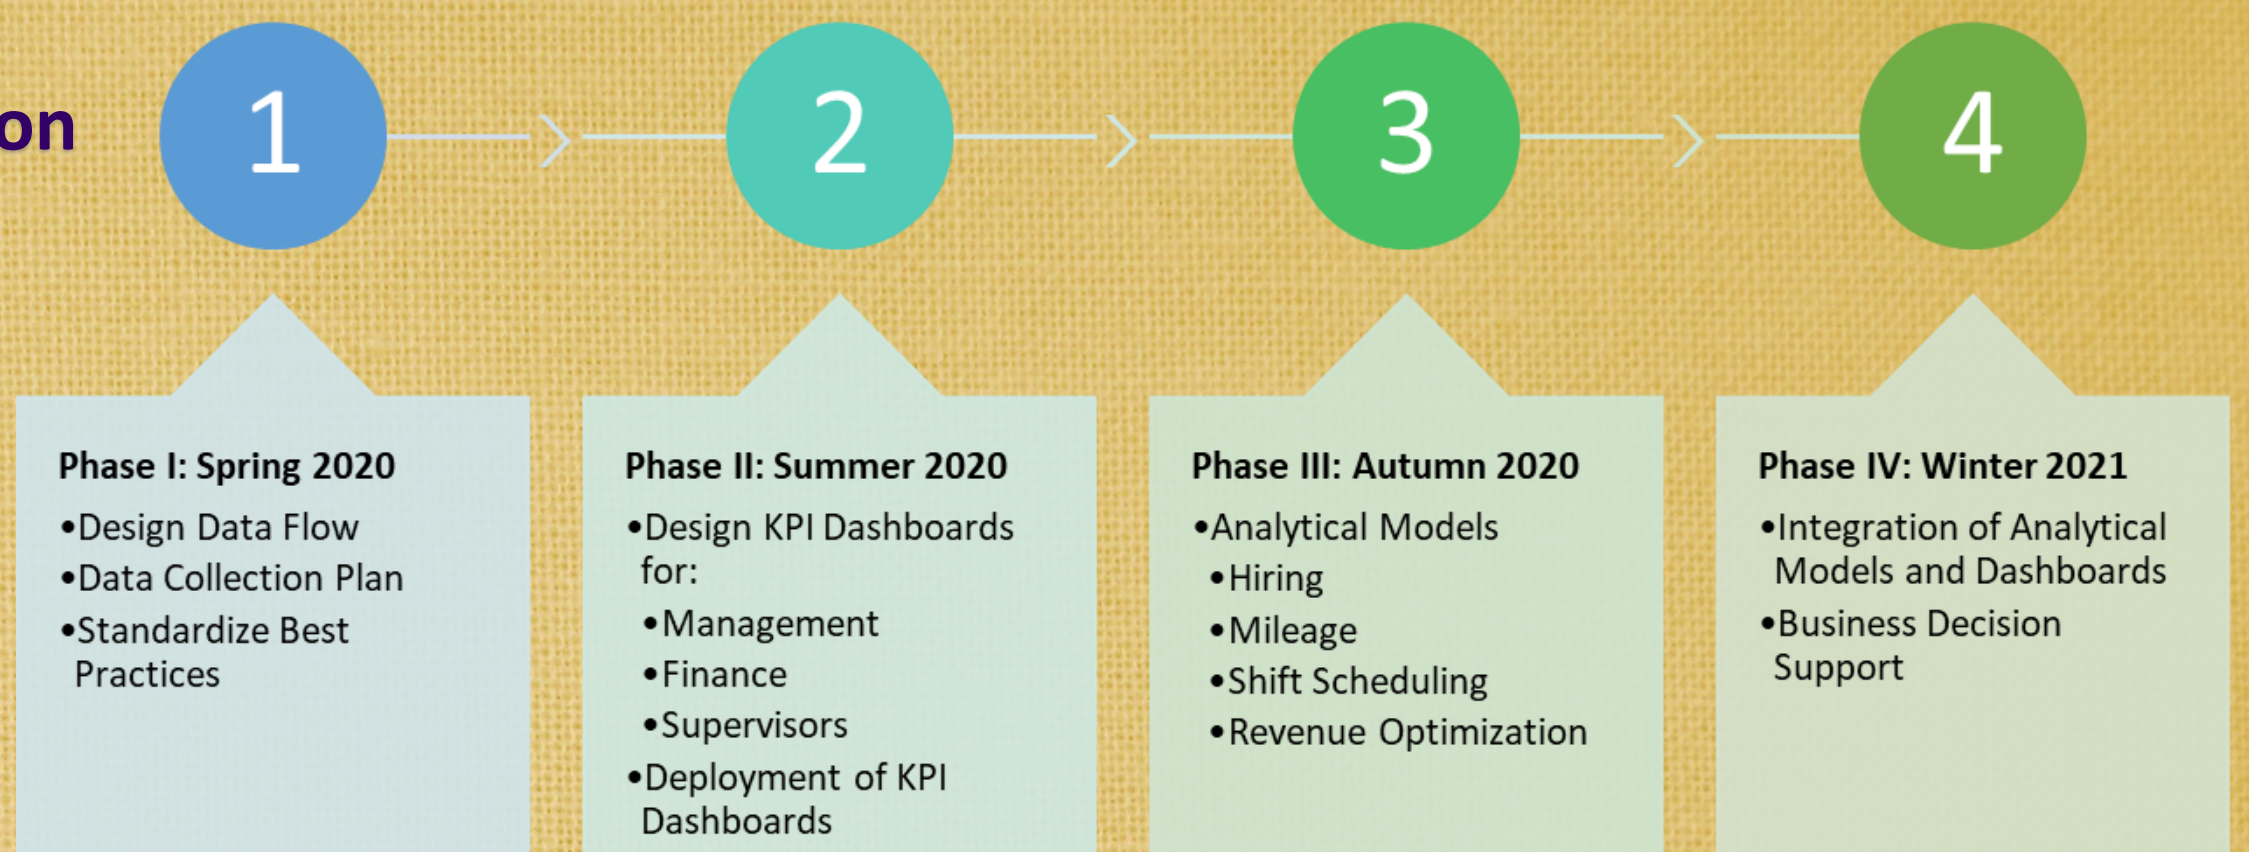 on
1
2
3
4
Phase I: Spring 2020
•Design Data Flow
•Data Collection Plan
•Standardize Best
Practices
Phase II: Summer 2020
•Design KPI Dashboards
for:
•Management
•Finance
•Supervisors
•Deployment of KPI
Dashboards
Phase III: Autumn 2020
•Analytical Models
•Hiring
•Mileage
•Shift Scheduling
•Revenue Optimization
Phase IV: Winter 2021
•Integration of Analytical
Models and Dashboards
•Business Decision
Support